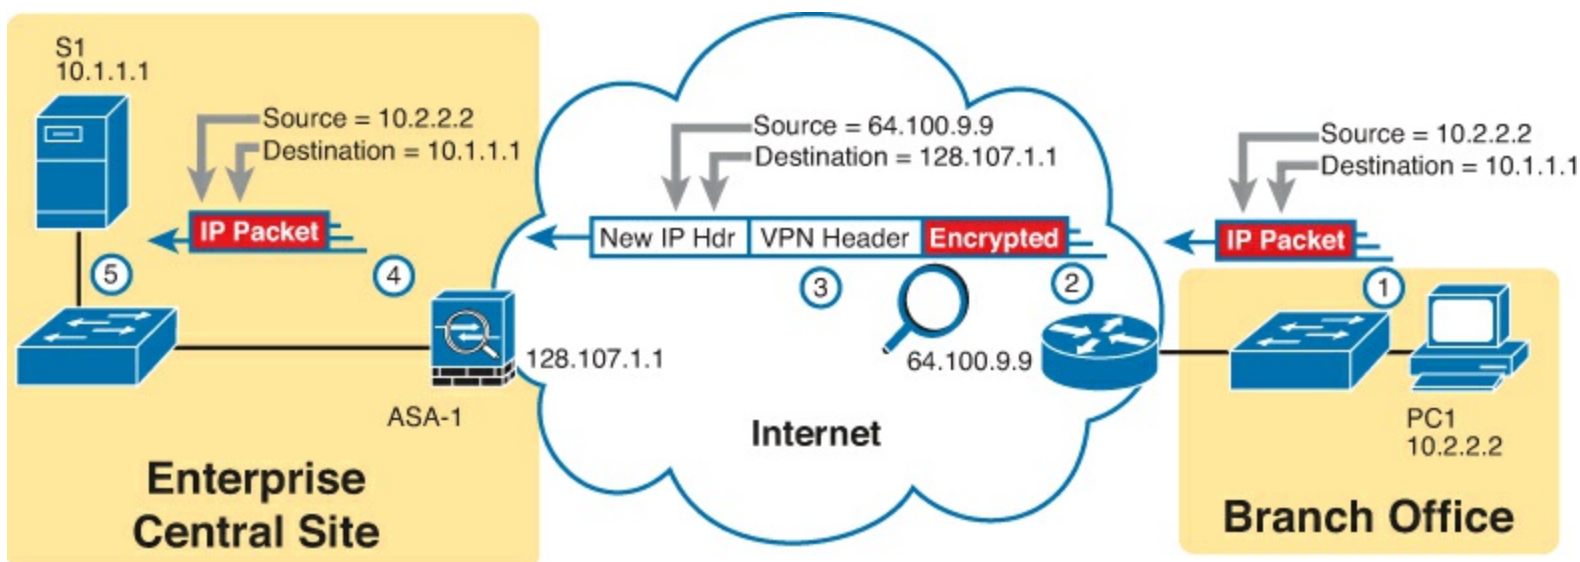 S1
10.1.1.1
Source = 10.2.2.2
Destination = 10.1.1.1
IP Packet
5
4
128.107.1.1
ASA-1
Enterprise
Central Site
Source = 64.100.9.9
Destination = 128.107.1.1
New IP Hdr
VPN Header
Encrypted
3
2
64.100.9.9
Internet
Source = 10.2.2.2
Destination = 10.1.1.1
IP Packet
1
PC1
10.2.2.2
Branch Office